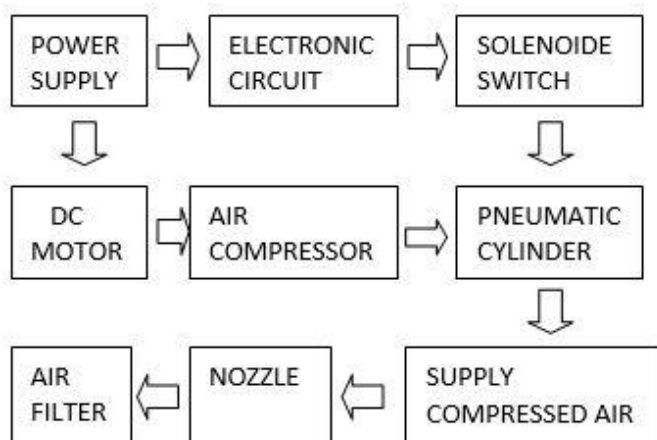 POWER
SUPPLY
ELECTRONIC
CIRCUIT
SOLENOIDE
SWITCH
DC
MOTOR
AIR
COMPRESSOR
PNEUMATIC
CYLINDER
AIR
FILTER
NOZZLE
SUPPLY
COMPRESSED AIR